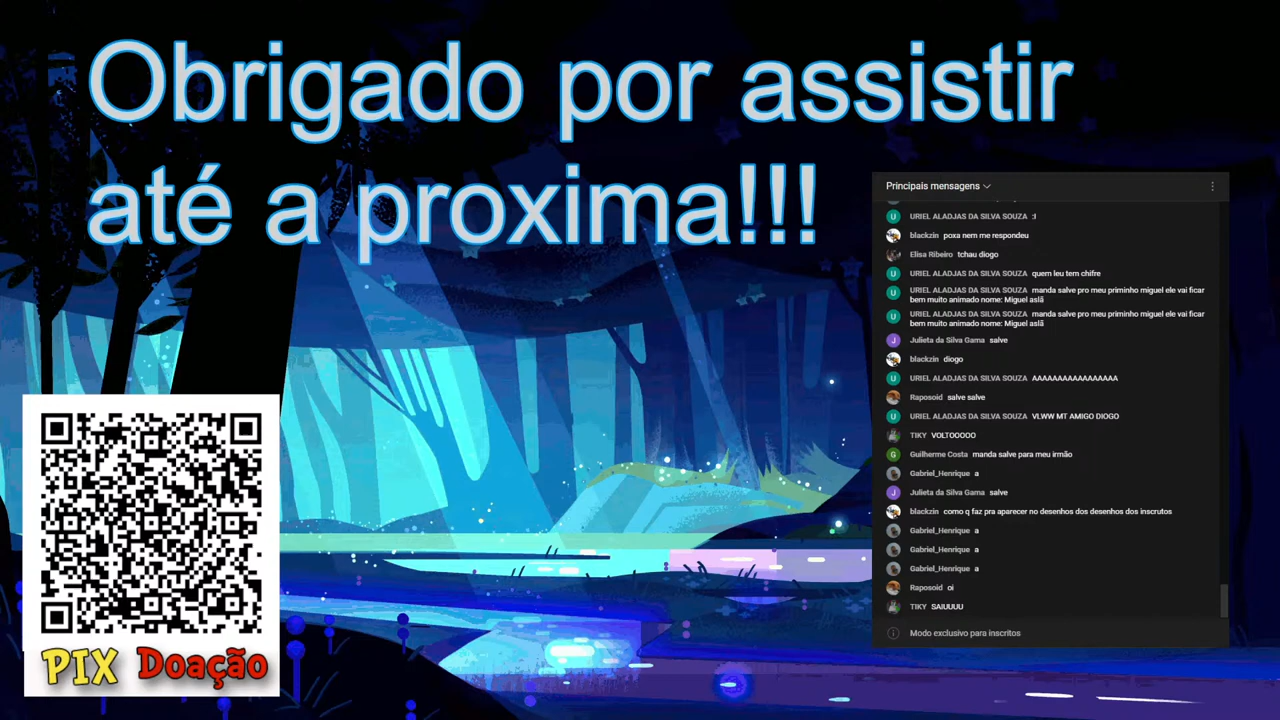 Obrigado por assistir
até a proxima!!!
Principais mensagens
URIEL ALADJAS DA SILVA SOUZA :l
blackzin poxa nem me respondeu
Elisa Ribeiro tchau diogo
URIEL ALADJAS DA SILVA SOUZA quem leu tem chifre
URIEL ALADJAS DA SILVA SOUZA manda salve pro meu priminho miguel ele vai ficar
bem muito animado nome: Miguel aslã
URIEL ALADJAS DA SILVA SOUZA manda salve pro meu priminho miguel ele vai ficar
bem muito animado nome: Miguel aslã
Julieta da Silva Gama salve
blackzin diogo
URIEL ALADJAS DA SILVA SOUZA AAAAAAAAAAAAAAAAA
Raposoid salve salve
URIEL ALADJAS DA SILVA SOUZA VLWW MT AMIGO DIOGO
TIKY VOLTOOOOO
Guilherme Costa manda salve para meu irmão
Gabriel_Henrique a
Julieta da Silva Gama salve
blackzin como q faz pra aparecer no desenhos dos desenhos dos inscrutos
Gabriel_Henrique a
Gabriel_Henrique a
Gabriel_Henrique a
Raposoid oi
TIKY SAIUUUU
Modo exclusivo para inscritos
PIX Doação